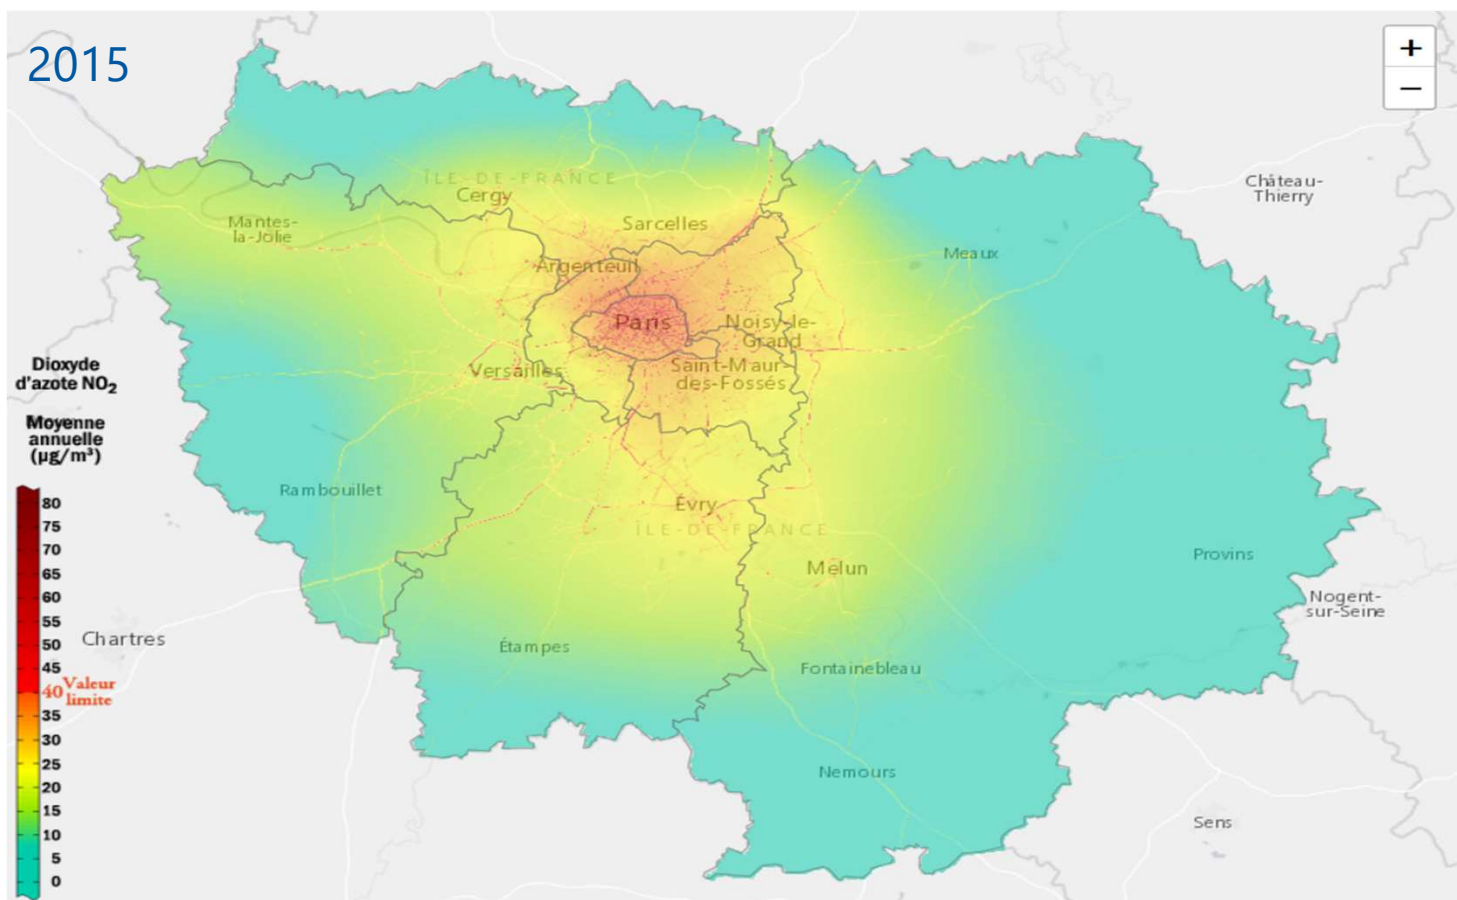 2015
+
−
ÎLE-DE-FRANCE
Cergy
Château-
Thierry
Mantes-
la-Jolie
Sarcelles
Argenteuil
Meaux
Paris
Noisy-le-
Grand
Versailles
Saint-Maur-
des-Fossés
Dioxyde
d'azote NO₂
Moyenne
annuelle
(µg/m³)
Rambouillet
Évry
ÎLE-DE-FRANCE
Provins
Melun
Nogent-
sur-Seine
Chartres
Étampes
Fontainebleau
Nemours
Sens
80
75
70
65
60
55
50
45
40 Valeur
limite
35
30
25
20
15
10
5
0